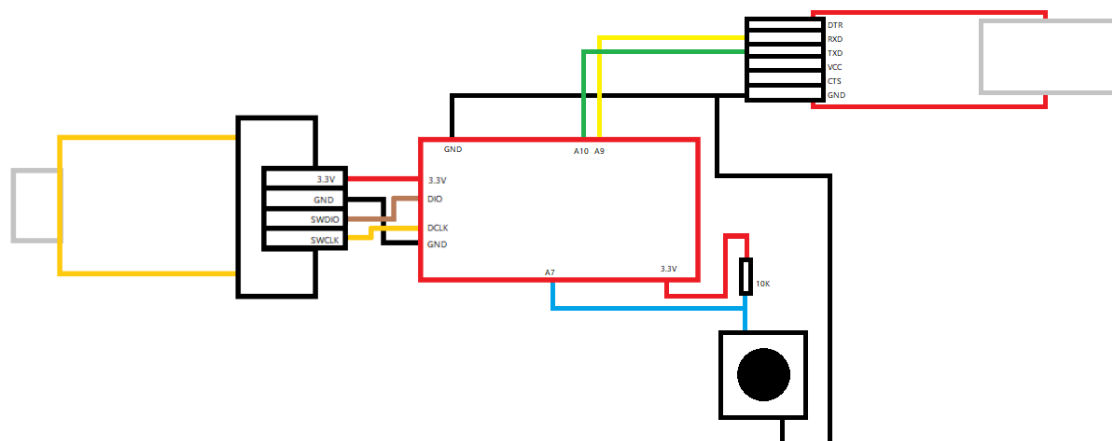 DTR
RXD
TXD
VCC
CTS
GND
GND
A10 A9
3.3V
GND
SWDIO
SWCLK
3.3V
DIO
DCLK
GND
A7
3.3V
10K